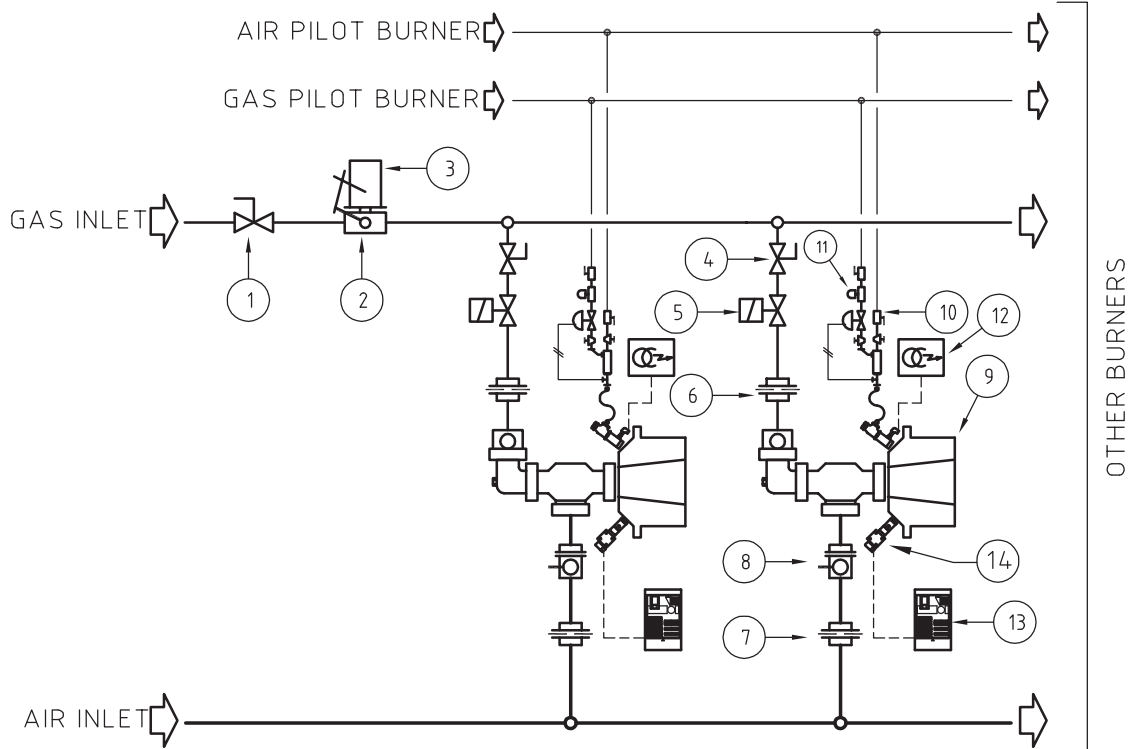 AIR PILOT BURNER
GAS PILOT BURNER
3
GAS INLET
4
11
1
2
5
10
12
6
9
OTHER BURNERS
8
14
7
13
AIR INLET